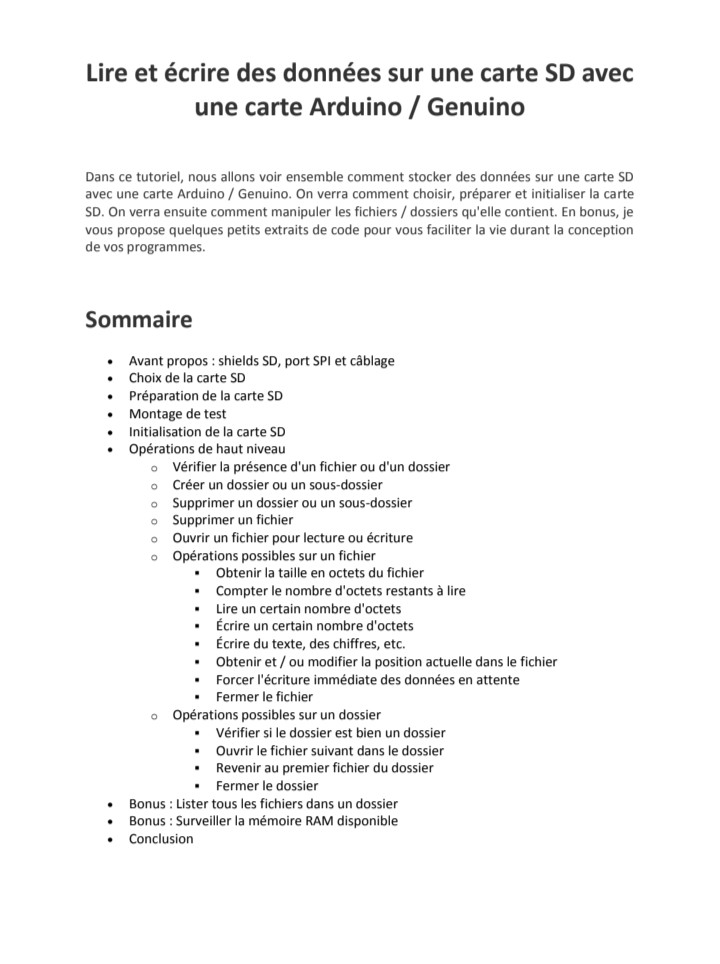 Lire et écrire des données sur une carte SD avec
une carte Arduino / Genuino
Dans ce tutoriel, nous allons voir ensemble comment stocker des données sur une carte SD
avec une carte Arduino / Genuino. On verra comment choisir, préparer et initialiser la carte
SD. On verra ensuite comment manipuler les fichiers / dossiers qu'elle contient. En bonus, je
vous propose quelques petits extraits de code pour vous faciliter la vie durant la conception
de vos programmes.
Sommaire
• Avant propos : shields SD, port SPI et câblage
• Choix de la carte SD
• Préparation de la carte SD
• Montage de test
• Initialisation de la carte SD
• Opérations de haut niveau
o Vérifier la présence d'un fichier ou d'un dossier
o Créer un dossier ou un sous-dossier
o Supprimer un dossier ou un sous-dossier
o Supprimer un fichier
o Ouvrir un fichier pour lecture ou écriture
o Opérations possibles sur un fichier
▪ Obtenir la taille en octets du fichier
▪ Compter le nombre d'octets restants à lire
▪ Lire un certain nombre d'octets
▪ Écrire un certain nombre d'octets
▪ Écrire du texte, des chiffres, etc.
▪ Obtenir et / ou modifier la position actuelle dans le fichier
▪ Forcer l'écriture immédiate des données en attente
▪ Fermer le fichier
o Opérations possibles sur un dossier
▪ Vérifier si le dossier est bien un dossier
▪ Ouvrir le fichier suivant dans le dossier
▪ Revenir au premier fichier du dossier
▪ Fermer le dossier
• Bonus : Lister tous les fichiers dans un dossier
• Bonus : Surveiller la mémoire RAM disponible
• Conclusion